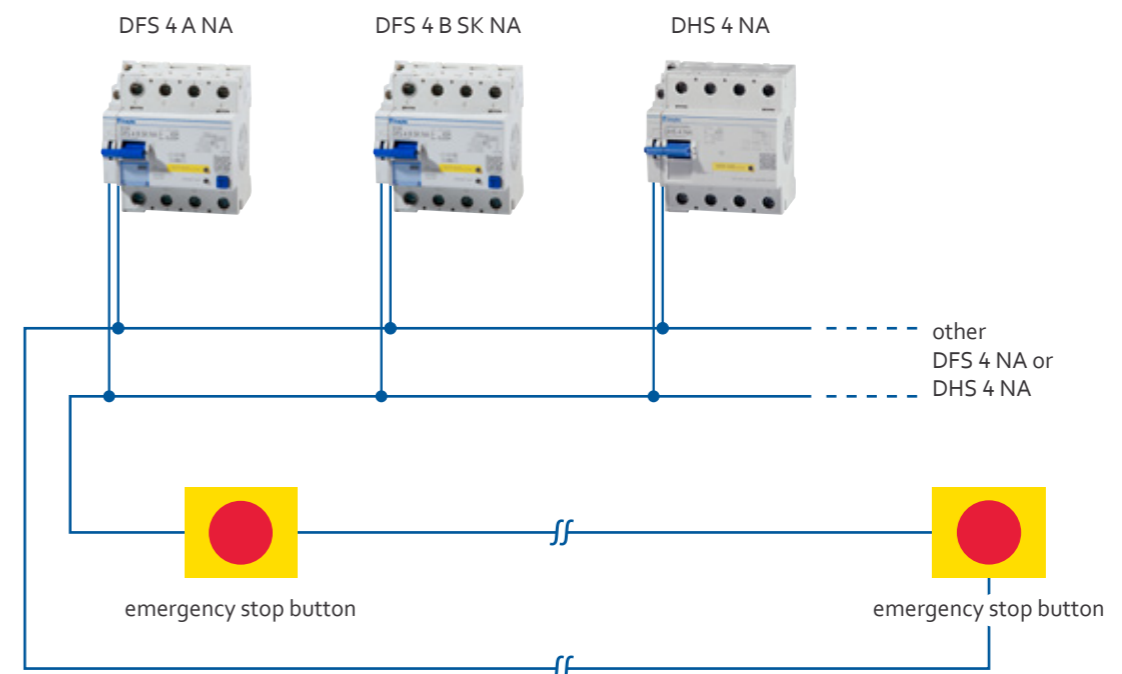 DFS 4 A NA
DFS 4 B SK NA
DHS 4 NA
other
DFS 4 NA or
DHS 4 NA
emergency stop button
emergency stop button